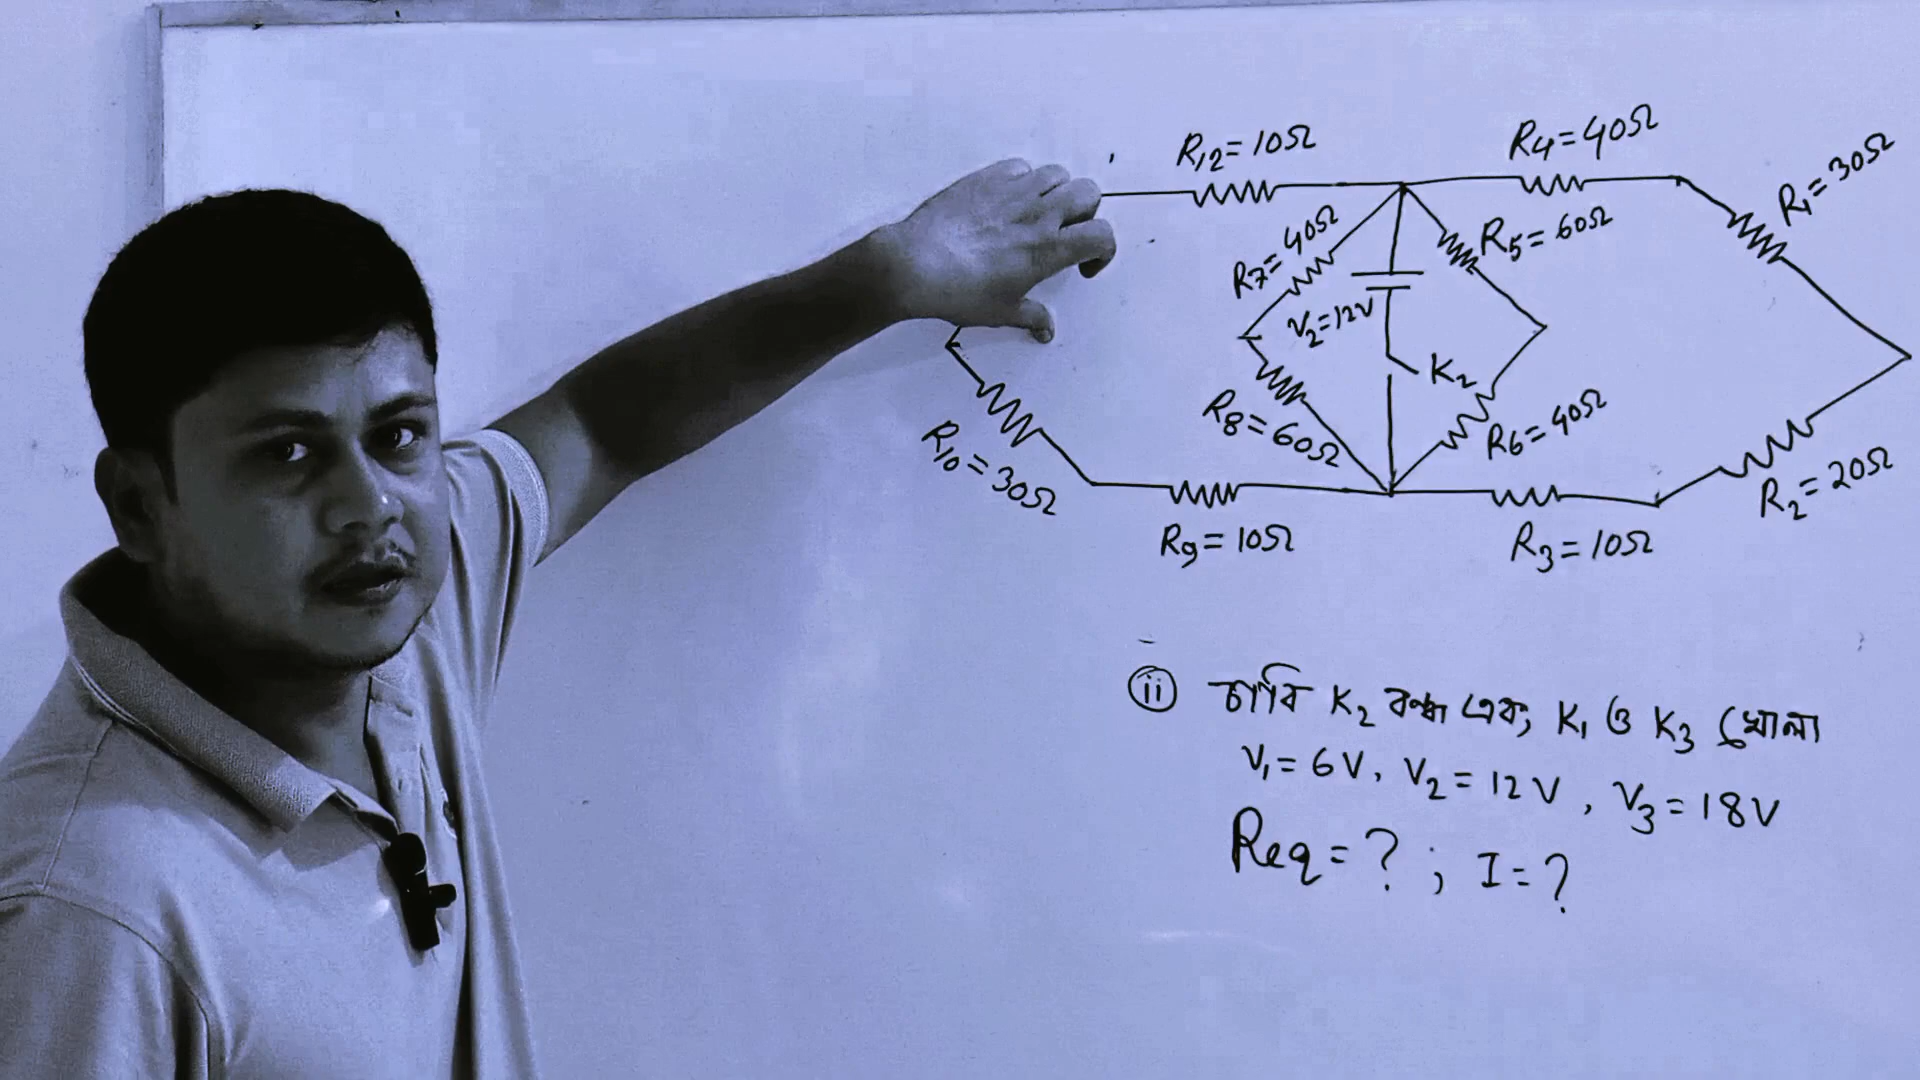 R12=10Ω
R4=40Ω
R1=30Ω
R7=40Ω
R5=60Ω
V2=12V
K2
R8=60Ω
R6=40Ω
R10=30Ω
R2=20Ω
R9=10Ω
R3=10Ω
ii চাবি K2 বন্ধ এবং K1 ও K3 খোলা
V1=6V, V2=12V, V3=18V
Req=?; I=?